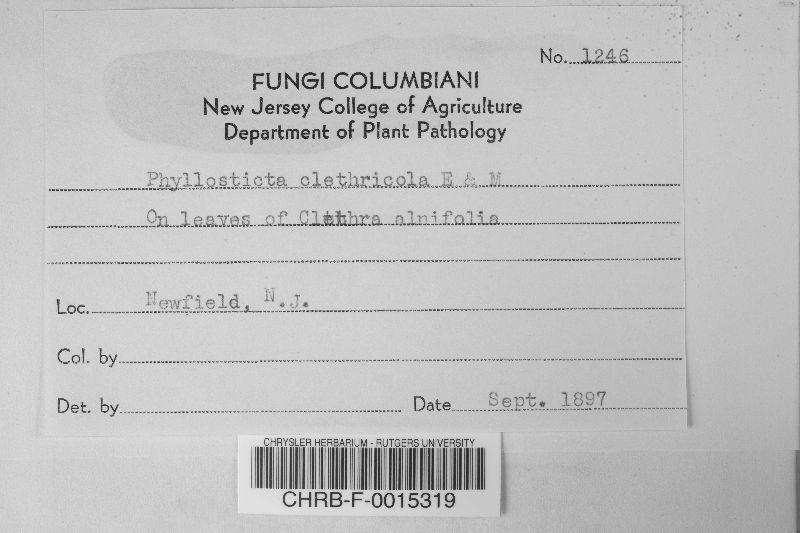 No. 1246
FUNGI COLUMBIANI
New Jersey College of Agriculture
Department of Plant Pathology
Phyllosticta clethricola E & M
On leaves of Clethra alnifolia
Loc. Newfield, N.J.
Col. by
Det. by Date Sept. 1897
CHRYSLER HERBARIUM - RUTGERS UNIVERSITY
CHRB-F-0015319